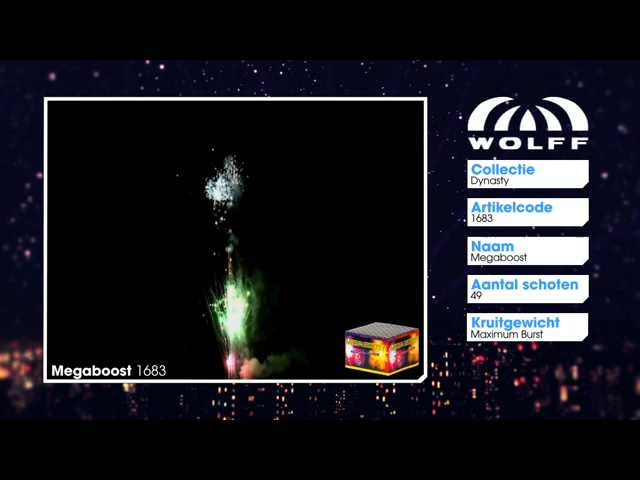 WOLFF
Collectie
Dynasty
Artikelcode
1683
Naam
Megaboost
Aantal schoten
49
Kruitgewicht
Maximum Burst
Megaboost 1683